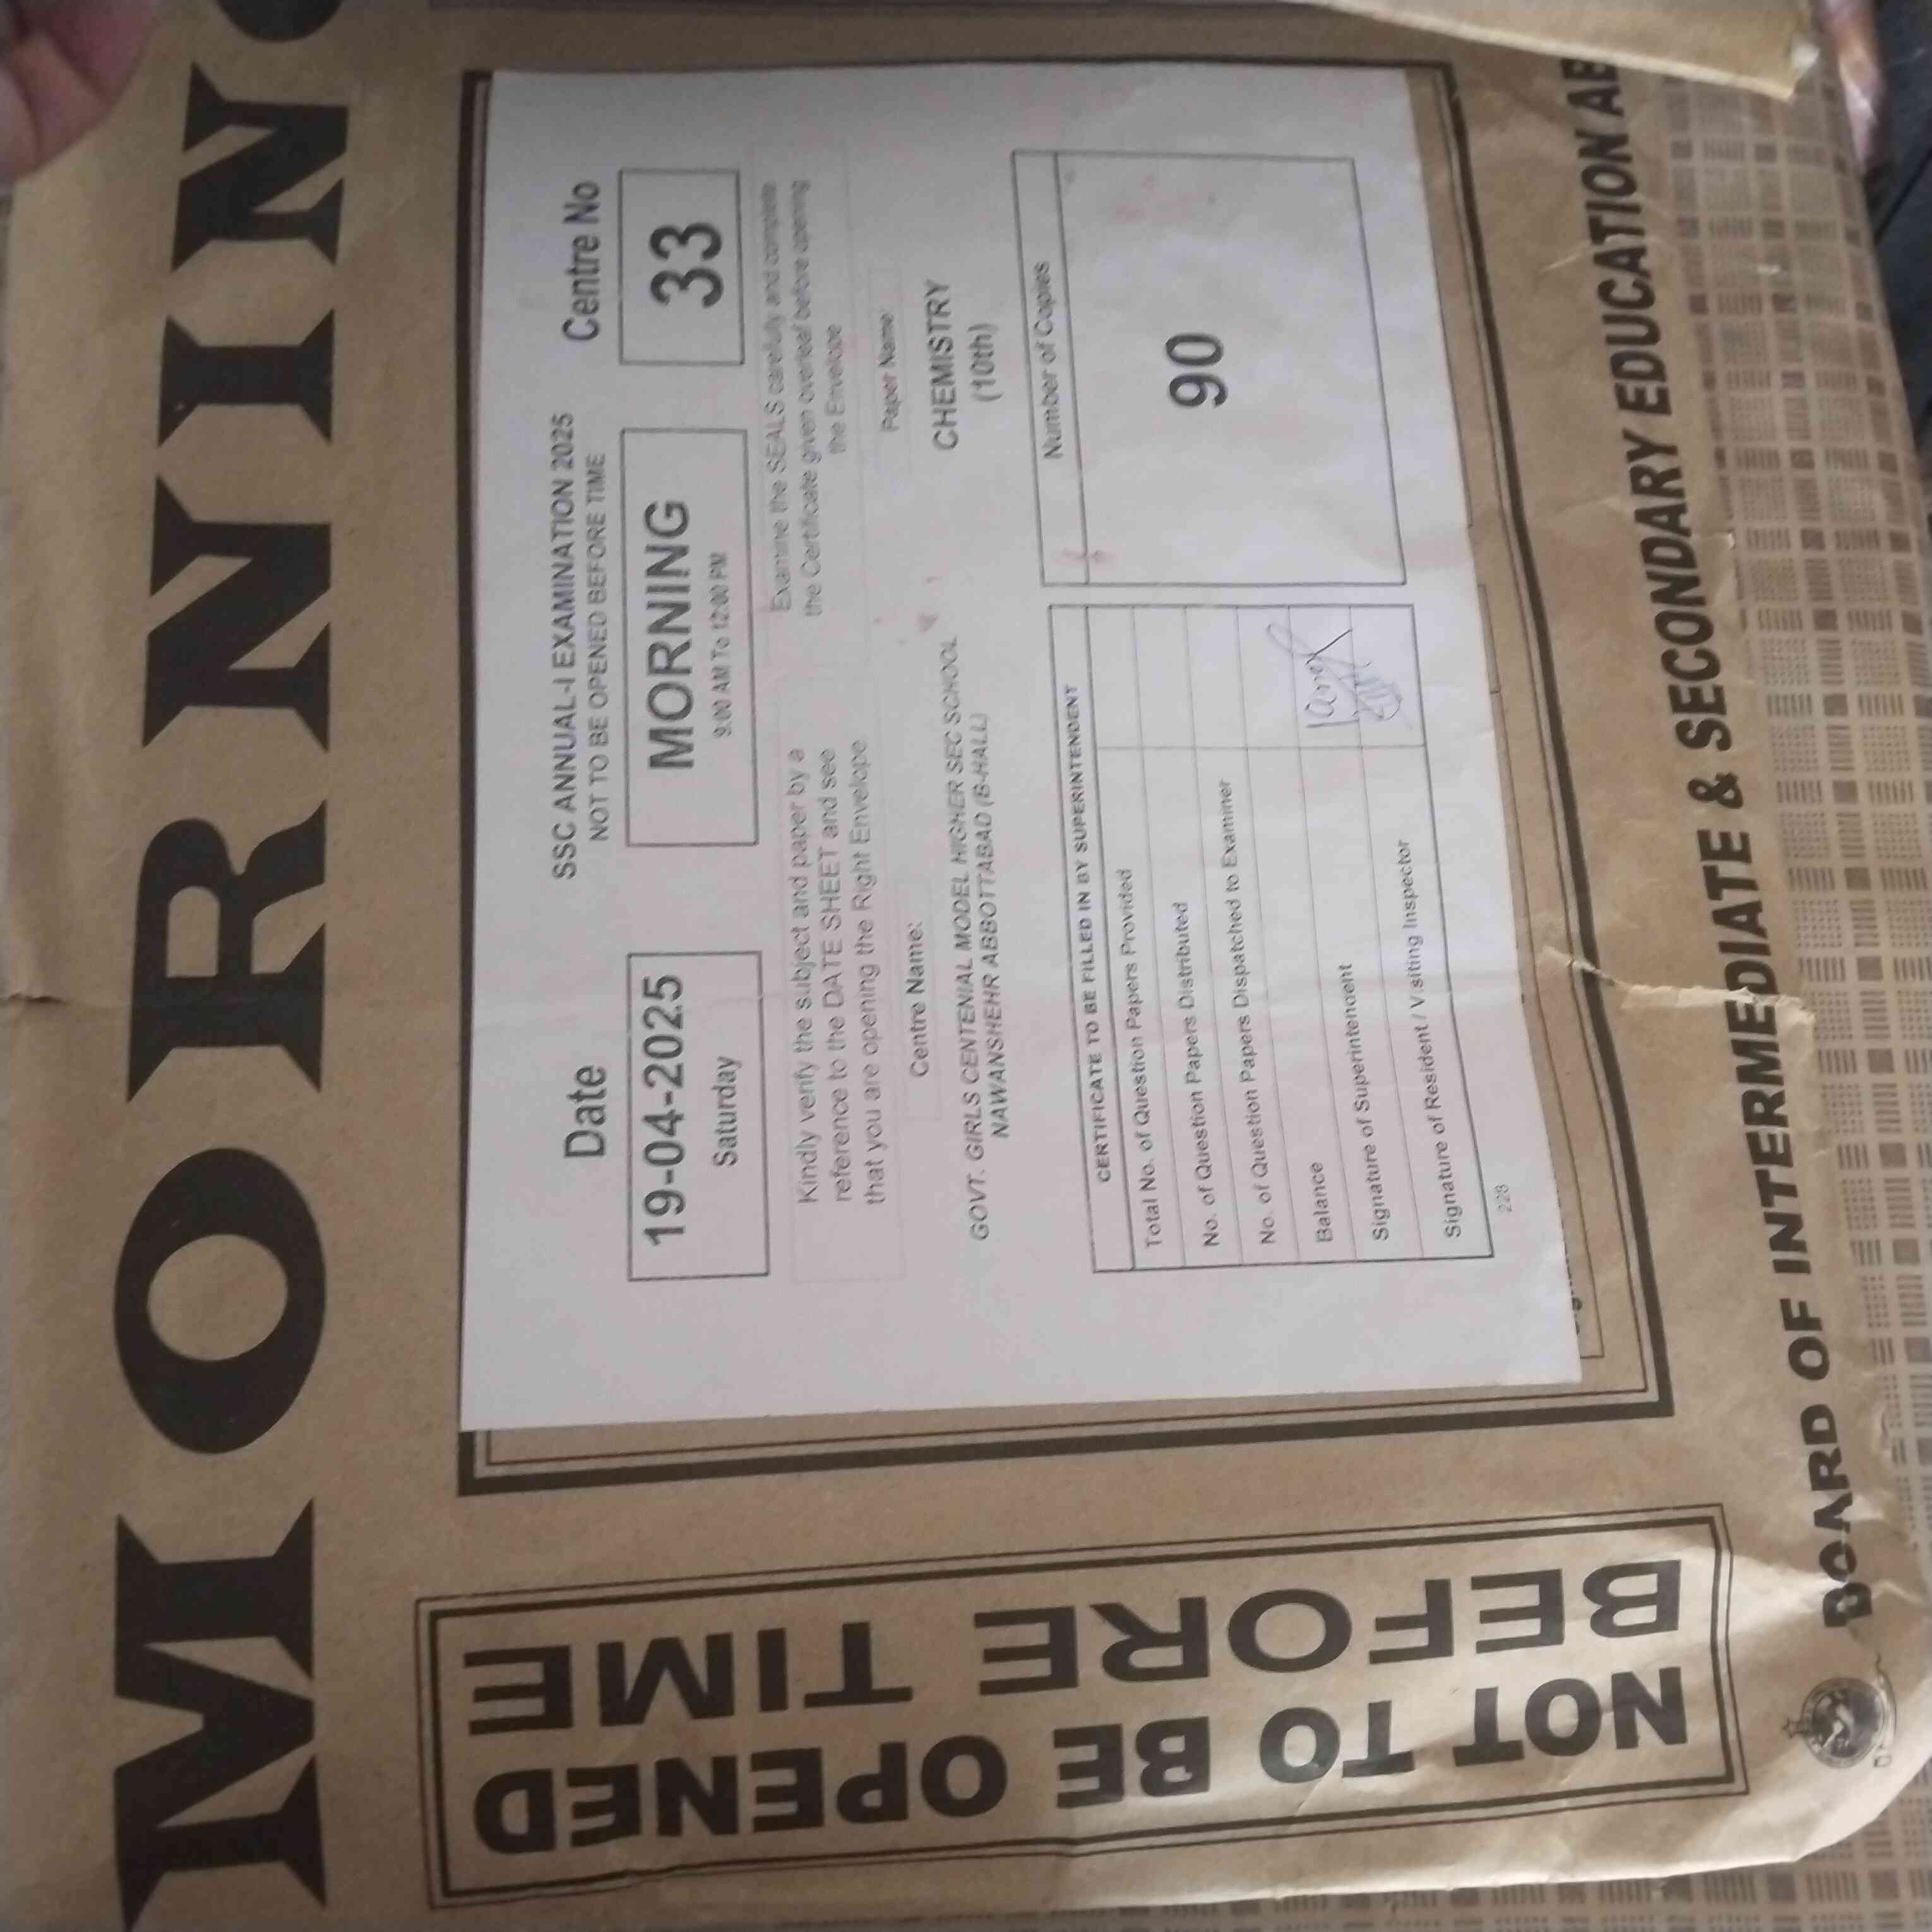 MORNING
SSC ANNUAL-I EXAMINATION 2025
NOT TO BE OPENED BEFORE TIME
Date
Centre No
19-04-2025
Saturday
MORNING
9:00 AM To 12:00 PM
33
Kindly verify the subject and paper by a
reference to the DATE SHEET and see
that you are opening the Right Envelope
Examine the SEALS carefully and complete
the Certificate given overleaf before opening
the Envelope
Centre Name:
GOVT. GIRLS CENTENIAL MODEL HIGHER SEC SCHOOL
NAWANSHEHR ABBOTTABAD (B-HALL)
Paper Name:
CHEMISTRY
(10th)
CERTIFICATE TO BE FILLED IN BY SUPERINTENDENT
Total No. of Question Papers Provided
No. of Question Papers Distributed
No. of Question Papers Dispatched to Examiner
Balance
Signature of Superintendent
Signature of Resident / Visiting Inspector
228
Number of Copies
90
NOT TO BE OPENED
BEFORE TIME
BOARD OF INTERMEDIATE & SECONDARY EDUCATION AB